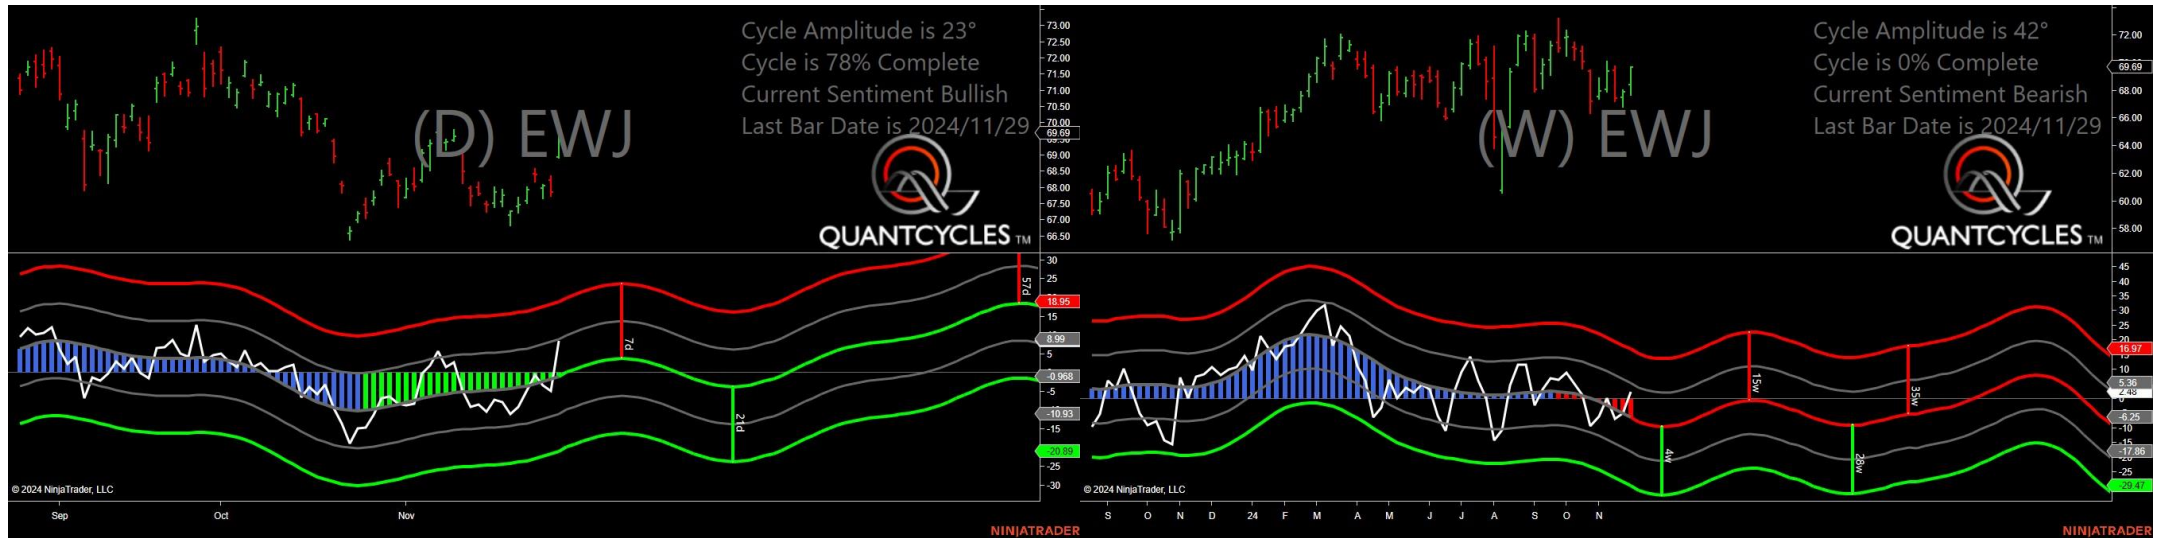 Cycle Amplitude is 23°
Cycle is 78% Complete
Current Sentiment Bullish
Last Bar Date is 2024/11/29
(D) EWJ
QUANTCYCLES TM
73.00
72.50
72.00
71.50
71.00
70.50
70.00
69.69
69.00
68.50
68.00
67.50
67.00
66.50
30
25
18.95
15
8.99
5
-0.968
-5
-10.93
-15
-20.89
-25
-30
7d
21d
57d
© 2024 NinjaTrader, LLC
Sep
Oct
Nov
NINJATRADER
Cycle Amplitude is 42°
Cycle is 0% Complete
Current Sentiment Bearish
Last Bar Date is 2024/11/29
(W) EWJ
QUANTCYCLES TM
72.00
69.69
68.00
66.00
64.00
62.00
60.00
58.00
45
40
35
30
25
20
16.97
10
5.36
2.48
-6.25
-10
-17.86
-25
-29.47
4w
15w
28w
35w
© 2024 NinjaTrader, LLC
S
O
N
D
24
F
M
A
M
J
J
A
S
O
N
NINJATRADER